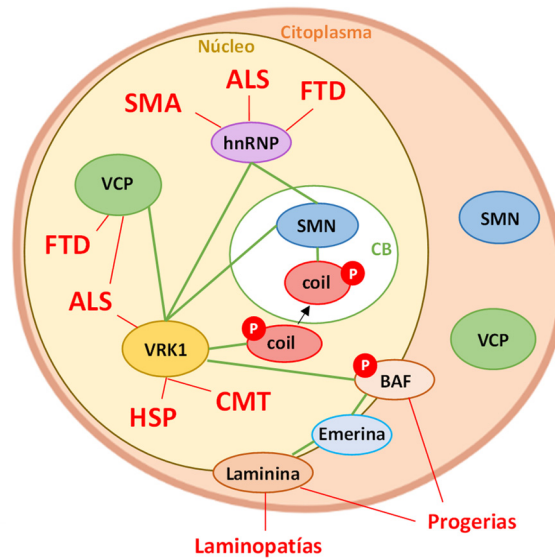 Citoplasma
Núcleo
ALS
SMA
FTD
hnRNP
VCP
SMN
SMN
CB
FTD
coil
P
ALS
P
coil
VRK1
VCP
P
BAF
HSP
CMT
Emerina
Laminina
Progerias
Laminopatías